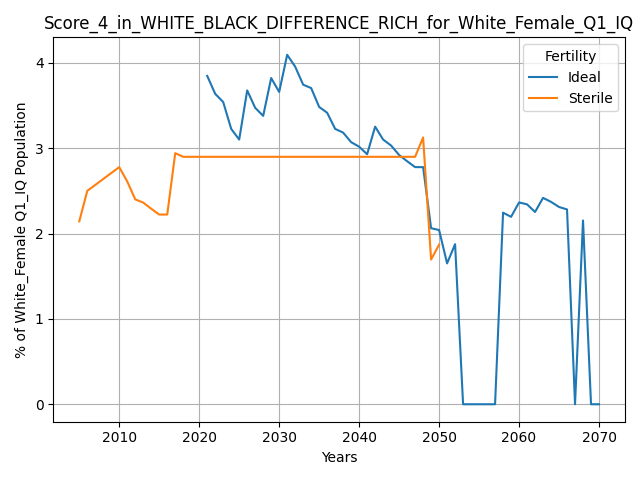 Score_4_in_WHITE_BLACK_DIFFERENCE_RICH_for_White_Female_Q1_IQ
Fertility
Ideal
Sterile
% of White_Female Q1_IQ Population
4
3
2
1
0
2010 2020 2030 2040 2050 2060 2070
Years